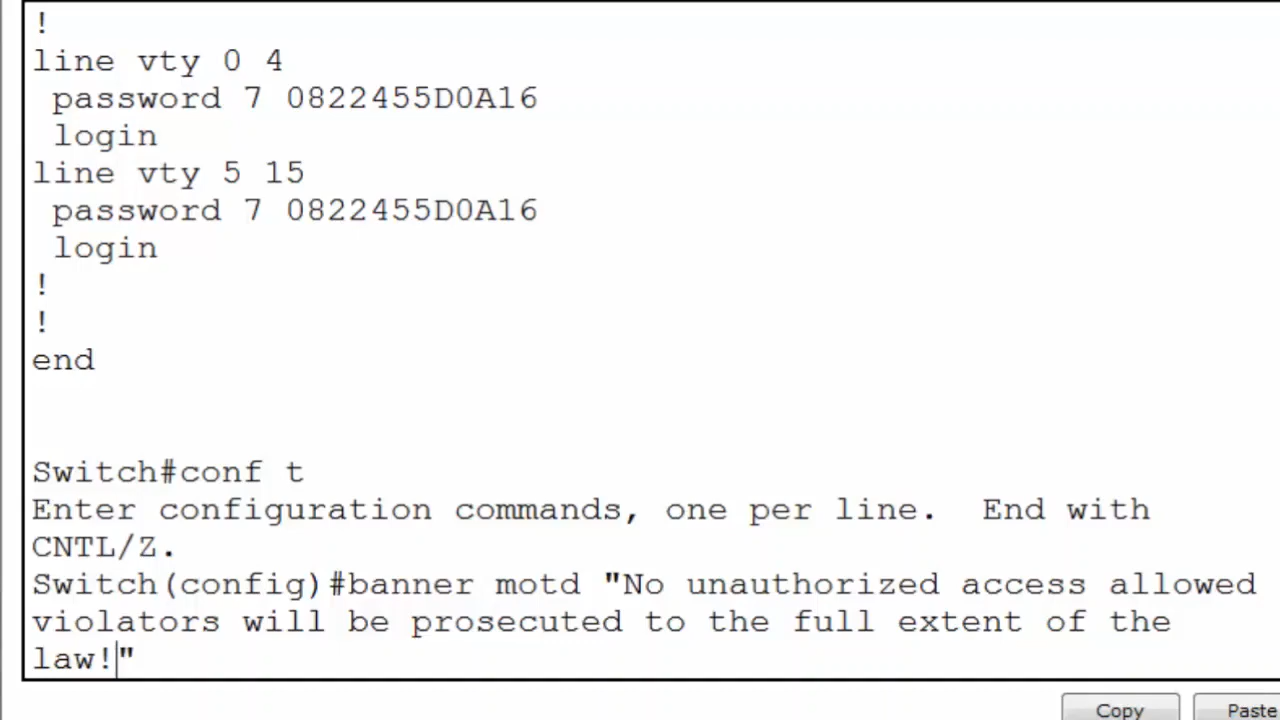 !
line vty 0 4
password 7 0822455D0A16
login
line vty 5 15
password 7 0822455D0A16
login
!
!
end
Switch#conf t
Enter configuration commands, one per line.  End with
CNTL/Z.
Switch(config)#banner motd "No unauthorized access allowed
violators will be prosecuted to the full extent of the
law!"
Copy
Paste